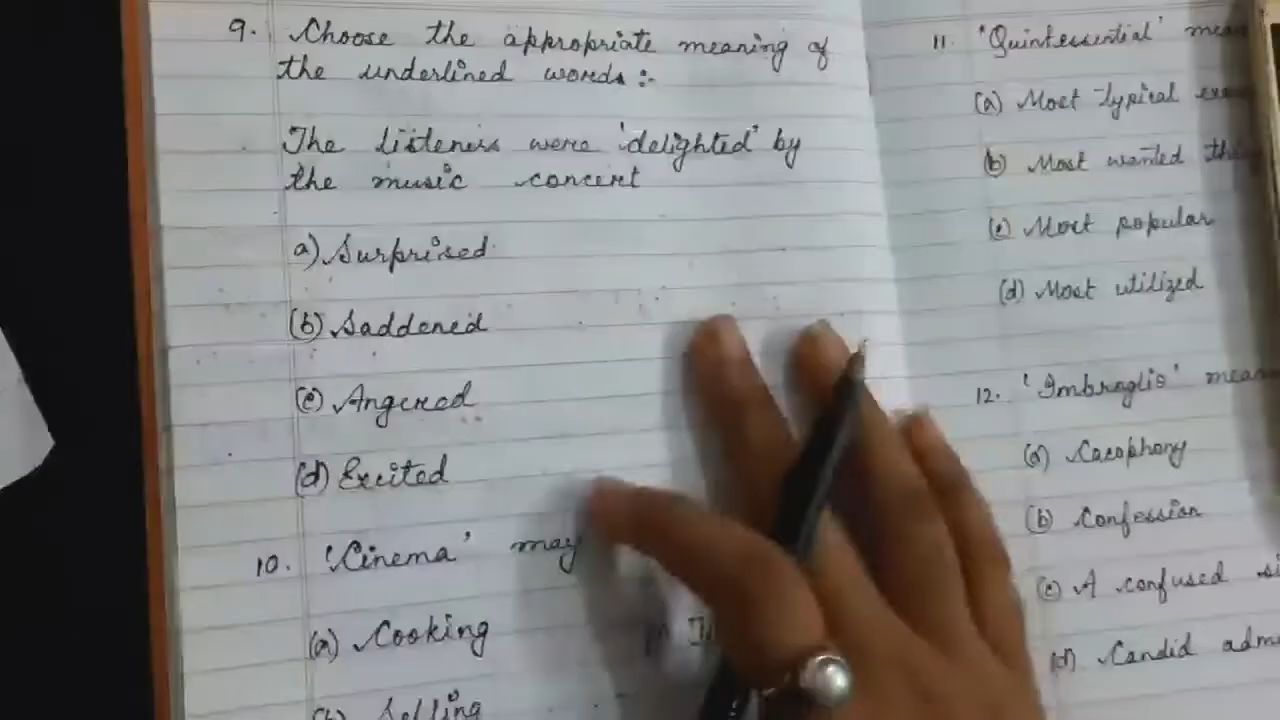 9. Choose the appropriate meaning of
the underlined words :-
The listeners were 'delighted' by
the music concert
a) Surprised
(b) Saddened
(c) Angered
(d) Excited
10. 'Cinema' may
(a) Cooking
(b) Selling
11. 'Quintessential'
(a) Most typical
(b) Most wanted
(c) Most popular
(d) Most utilized
12. 'Imbroglio'
(a) Cacophony
(b) Confession
(c) A confused
(d) Candid